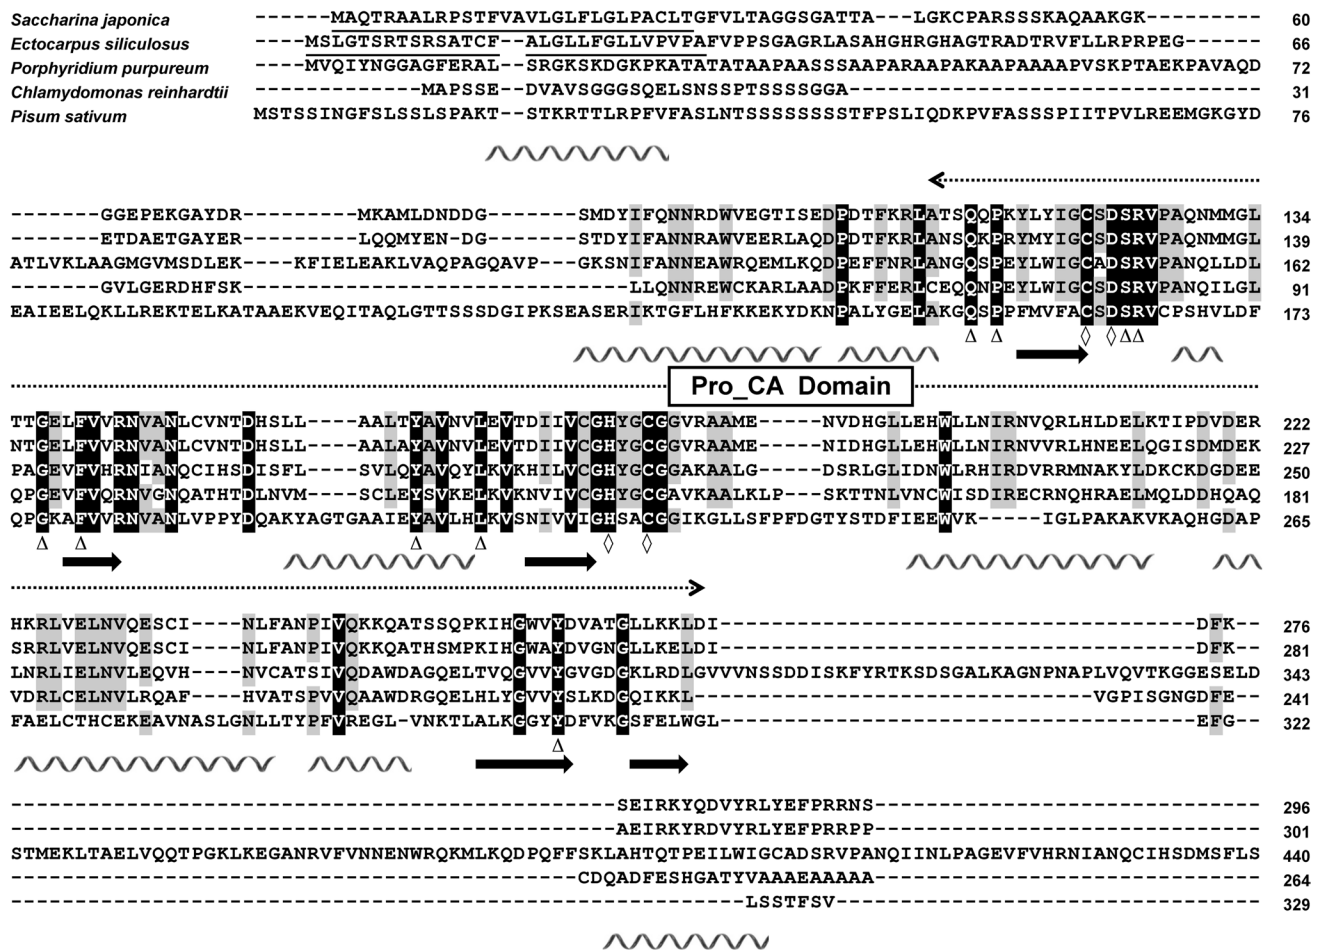 Saccharina japonica ------MAQTRAALRPSTFVAVLGLFLGLPACLTGFVLTAGGSGATTA---LGKCPARSSSKAQAAKGK--------- 60
Ectocarpus siliculosus ----MSLGTSRTSRSATCF--ALGLLFGLLVPVPAFVPPSGAGRLASAHGHRGHAGTRADTRVFLLRPRPEG------ 66
Porphyridium purpureum ----MVQIYNGGAGFERAL--SRGKSKDGKPKATATATAAPAASSSAAPARAAPAKAAPAAAAPVSKPTAEKPAVAQD 72
Chlamydomonas reinhardtii -------------MAPSSE--DVAVSGGGSQELSNSSPTSSSSGGA-------------------------------- 31
Pisum sativum MSTSSINGFSLSSLSPAKT--STKRTTLRPFVFASLNTSSSSSSSSTFPSLIQDKPVFASSSPIITPVLREEMGKGYD 76
-------GGEPEKGAYDR---------MKAMLDNDDG-------SMDYIFQNNRDWVEGTISEDPDTFKRLATSQQPKYLYIGCSDSRVPAQNMMGL 134
-------ETDAETGAYER---------LQQMYEN-DG-------STDYIFANNRAWVEERLAQDPDTFKRLANSQKPRYMYIGCSDSRVPAQNMMGL 139
ATLVKLAAGMGVMSDLEK----KFIELEAKLVAQPAGQAVP---GKSNIFANNEAWRQEMLKQDPEFFNRLANGQSPEYLWIGCADSRVPANQLLDL 162
-------GVLGERDHFSK------------------------------LLQNNREWCKARLAADPKFFERLCEQQNPEYLWIGCSDSRVPANQILGL 91
EAIEELQKLLREKTELKATAAEKVEQITAQLGTTSSSDGIPKSEASERIKTGFLHFKKEKYDKNPALYGELAKGQSPPFMVFACSDSRVCPSHVLDF 173
Pro_CA Domain
TTGELFVVRNVANLCVNTDHSLL----AALTYAVNVLEVTDIIVCGHYGCGGVRAAME-----NVDHGLLEHWLLNIRNVQRLHLDELKTIPDVDER 222
NTGELFVVRNVANLCVNTDHSLL----AALAYAVNVLEVTDIIVCGHYGCGGVRAAME-----NVDHGLLEHWLLNIRNVVRLHNEELQGISDMDEK 227
PAGEVFVHRNIANQCIHSDISFL----SVLQYAVQYLKVKHILVCGHYGCGGAKAALG-----DSRLGLIDNWLRHIRDVRRMNAKYLDKCKDGDEE 250
QPGEVFVQRNVGNQATHTDLNVM----SCLEYSVKELKVKNVIVCGHYGCGAVKAALKLP---SKTTNLVNCWISDIRECRNQHRAELMQLDDHQAQ 181
QPGKAFVVRNVANLVPPYDQAKYAGTGAAIEYAVLHLKVSNIVVIGHSACGGIKGLLSFPFDGTYSTDFIEEWVK-----IGLPAKAKVKAQHGDAP 265
HKRLVELNVQESCI----NLFANPIVQKKQATSSQPKIHGWVYDVATGLLKKLDI-------------------------------------DFK-- 276
SRRLVELNVQESCI----NLFANPIVQKKQATHSMPKIHGWAYDVGNGLLKELDI-------------------------------------DFK-- 281
LNRLIELNVLEQVH----NVCATSIVQDAWDAGQELTVQGVVYGVGDGKLRDLGVVVNSSDDISKFYRTKSDSGALKAGNPNAPLVQVTKGGESELD 343
VDRLCELNVLRQAF----HVATSPVVQAAWDRGQELHLYGVVYSLKDGQIKKL-------------------------------VGPISGNGDFE-- 241
FAELCTHCEKEAVNASLGNLLTYPFVREGL-VNKTLALKGGYYDFVKGSFELWGL-------------------------------------EFG-- 322
-----------------------------------------------SEIRKYQDVYRLYEFPRRNS------------------------------ 296
-----------------------------------------------AEIRKYRDVYRLYEFPRRPP------------------------------ 301
STMEKLTAELVQQTPGKLKEGANRVFVNNENWRQKMLKQDPQFFSKLAHTQTPEILWIGCADSRVPANQIINLPAGEVFVHRNIANQCIHSDMSFLS 440
--------------------------------------------CDQADFESHGATYVAAAEAAAAA------------------------------ 264
---------------------------------------------------------LSSTFSV--------------------------------- 329